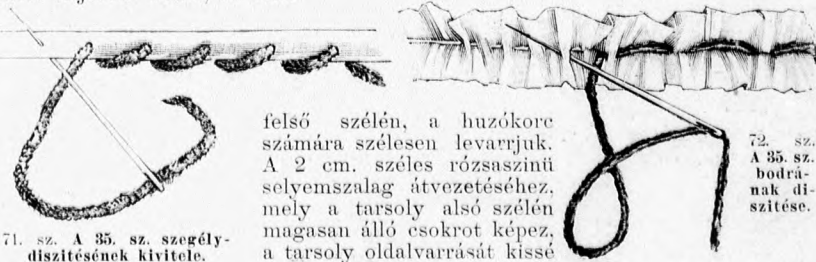 felső szélén, a huzókorc
számára szélesen levarrjuk.
A 2 cm. széles rózsaszinü
selyemszalag átvezetéséhez,
mely a tarsoly alsó szélén
magasan álló csokrot képez,
a tarsoly oldalvarrását kissé
71. sz. A 35. sz. szegély-
diszitésének kivitele.
72. sz.
A 35. sz.
bodrá-
nak di-
szitése.